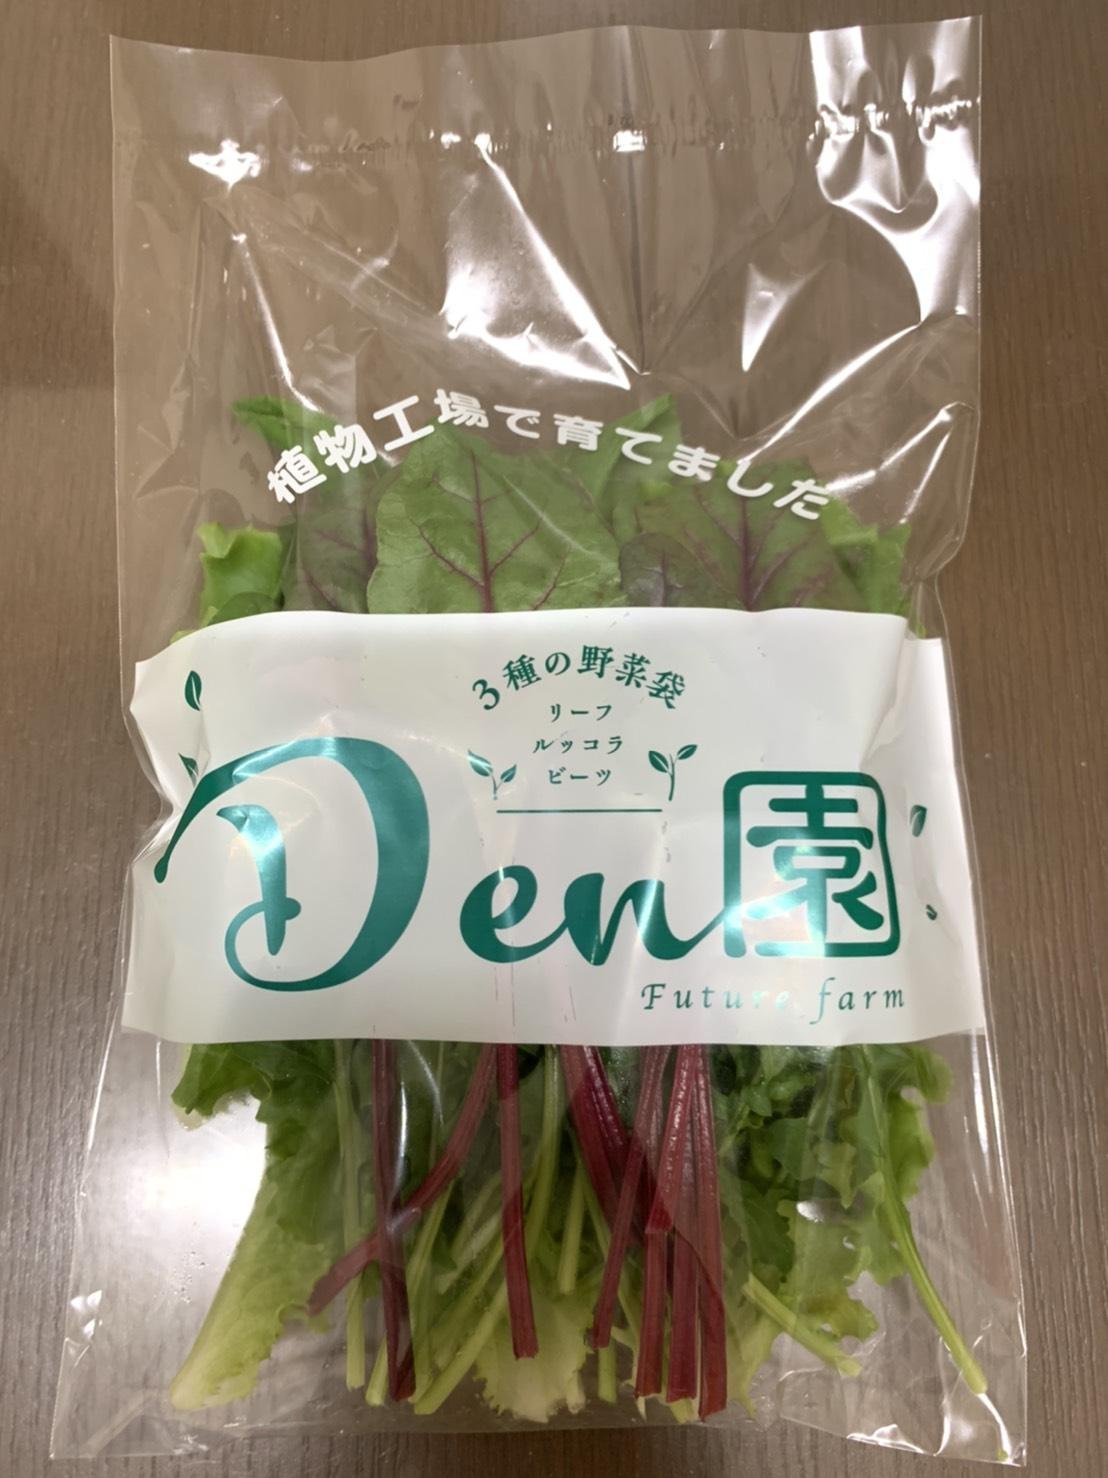 植物工場で育てました
3種の野菜袋
リーフ
ルッコラ
ビーツ
Den園
Future farm